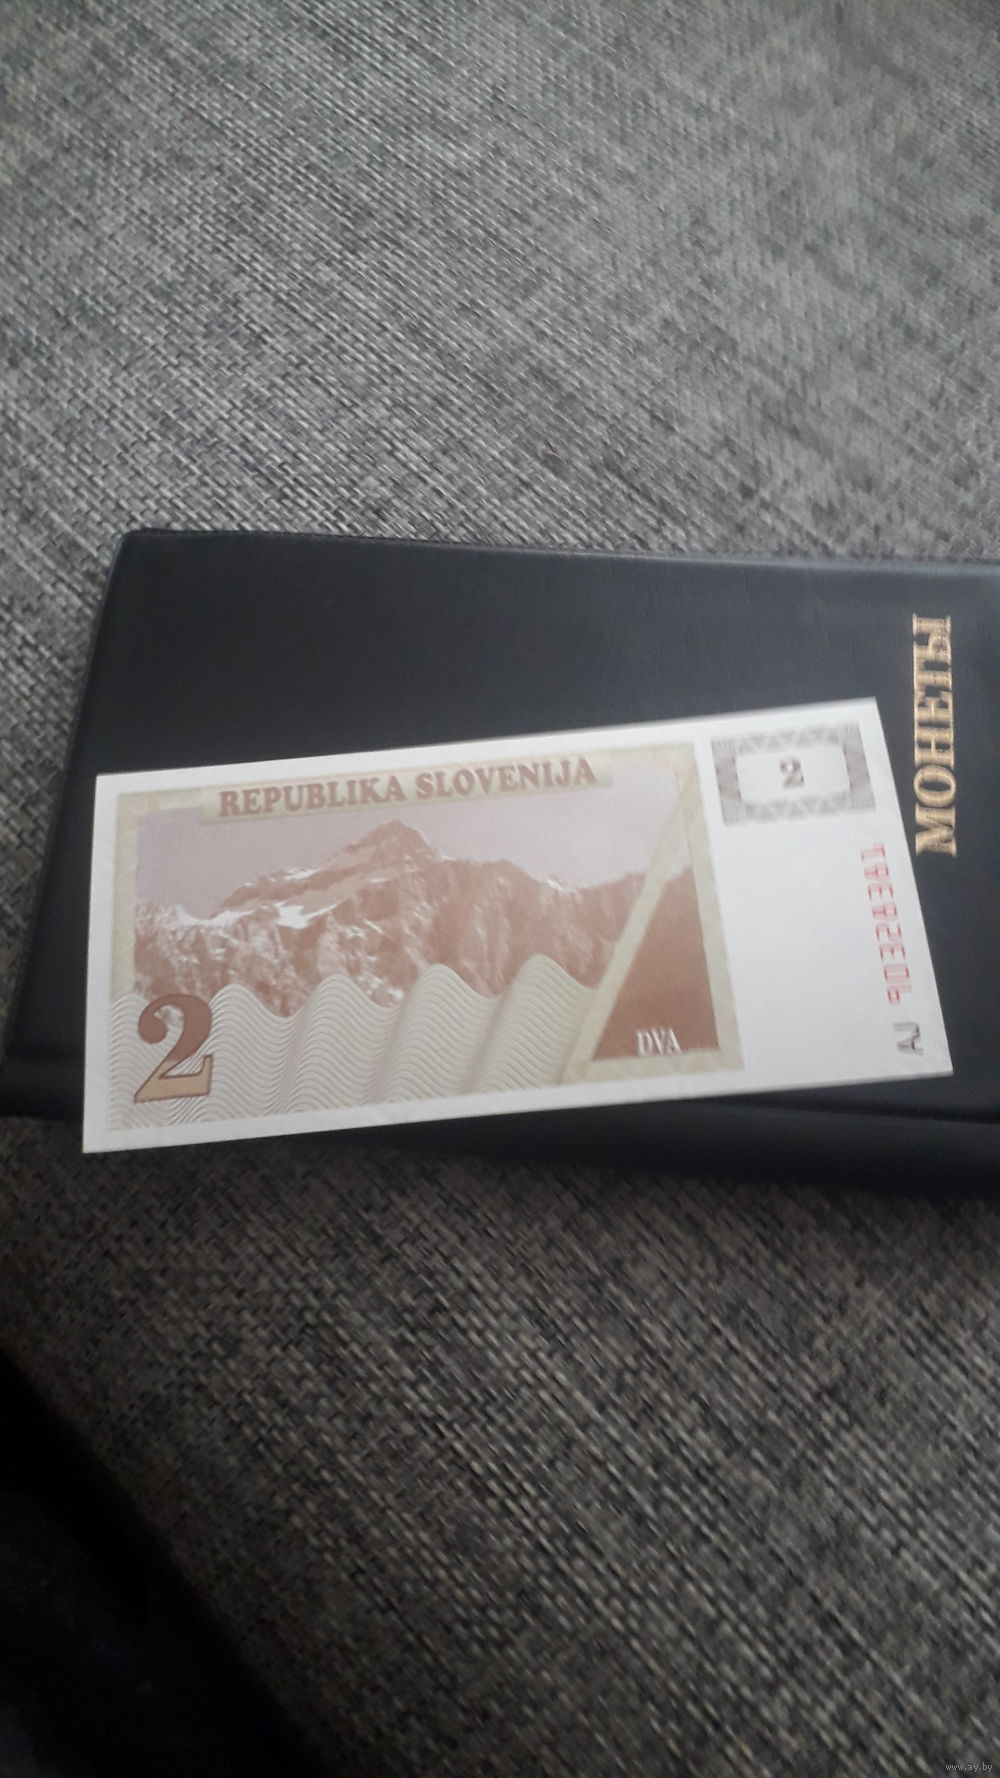 REPUBLIKA SLOVENIJA
2
DVA
2
AJ
МОНЕТЫ
www.ay.by